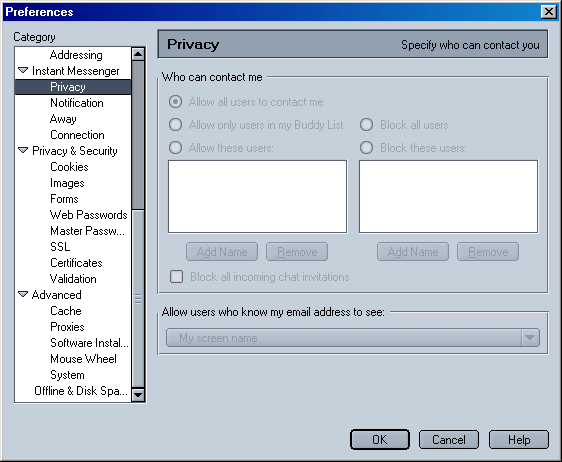 Preferences
Category
Addressing
Instant Messenger
Privacy
Notification
Away
Connection
Privacy & Security
Cookies
Images
Forms
Web Passwords
Master Passw...
SSL
Certificates
Validation
Advanced
Cache
Proxies
Software Instal...
Mouse Wheel
System
Offline & Disk Spa...
Privacy Specify who can contact you
Who can contact me
Allow all users to contact me
Allow only users in my Buddy List Block all users
Allow these users: Block these users:
Add Name Remove Add Name Remove
Block all incoming chat invitations
Allow users who know my email address to see:
My screen name
OK Cancel Help